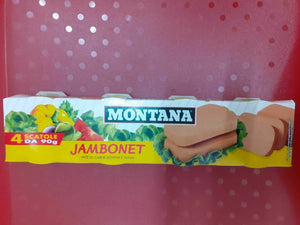 MONTANA
4 SCATOLE
DA 90g
JAMBONET